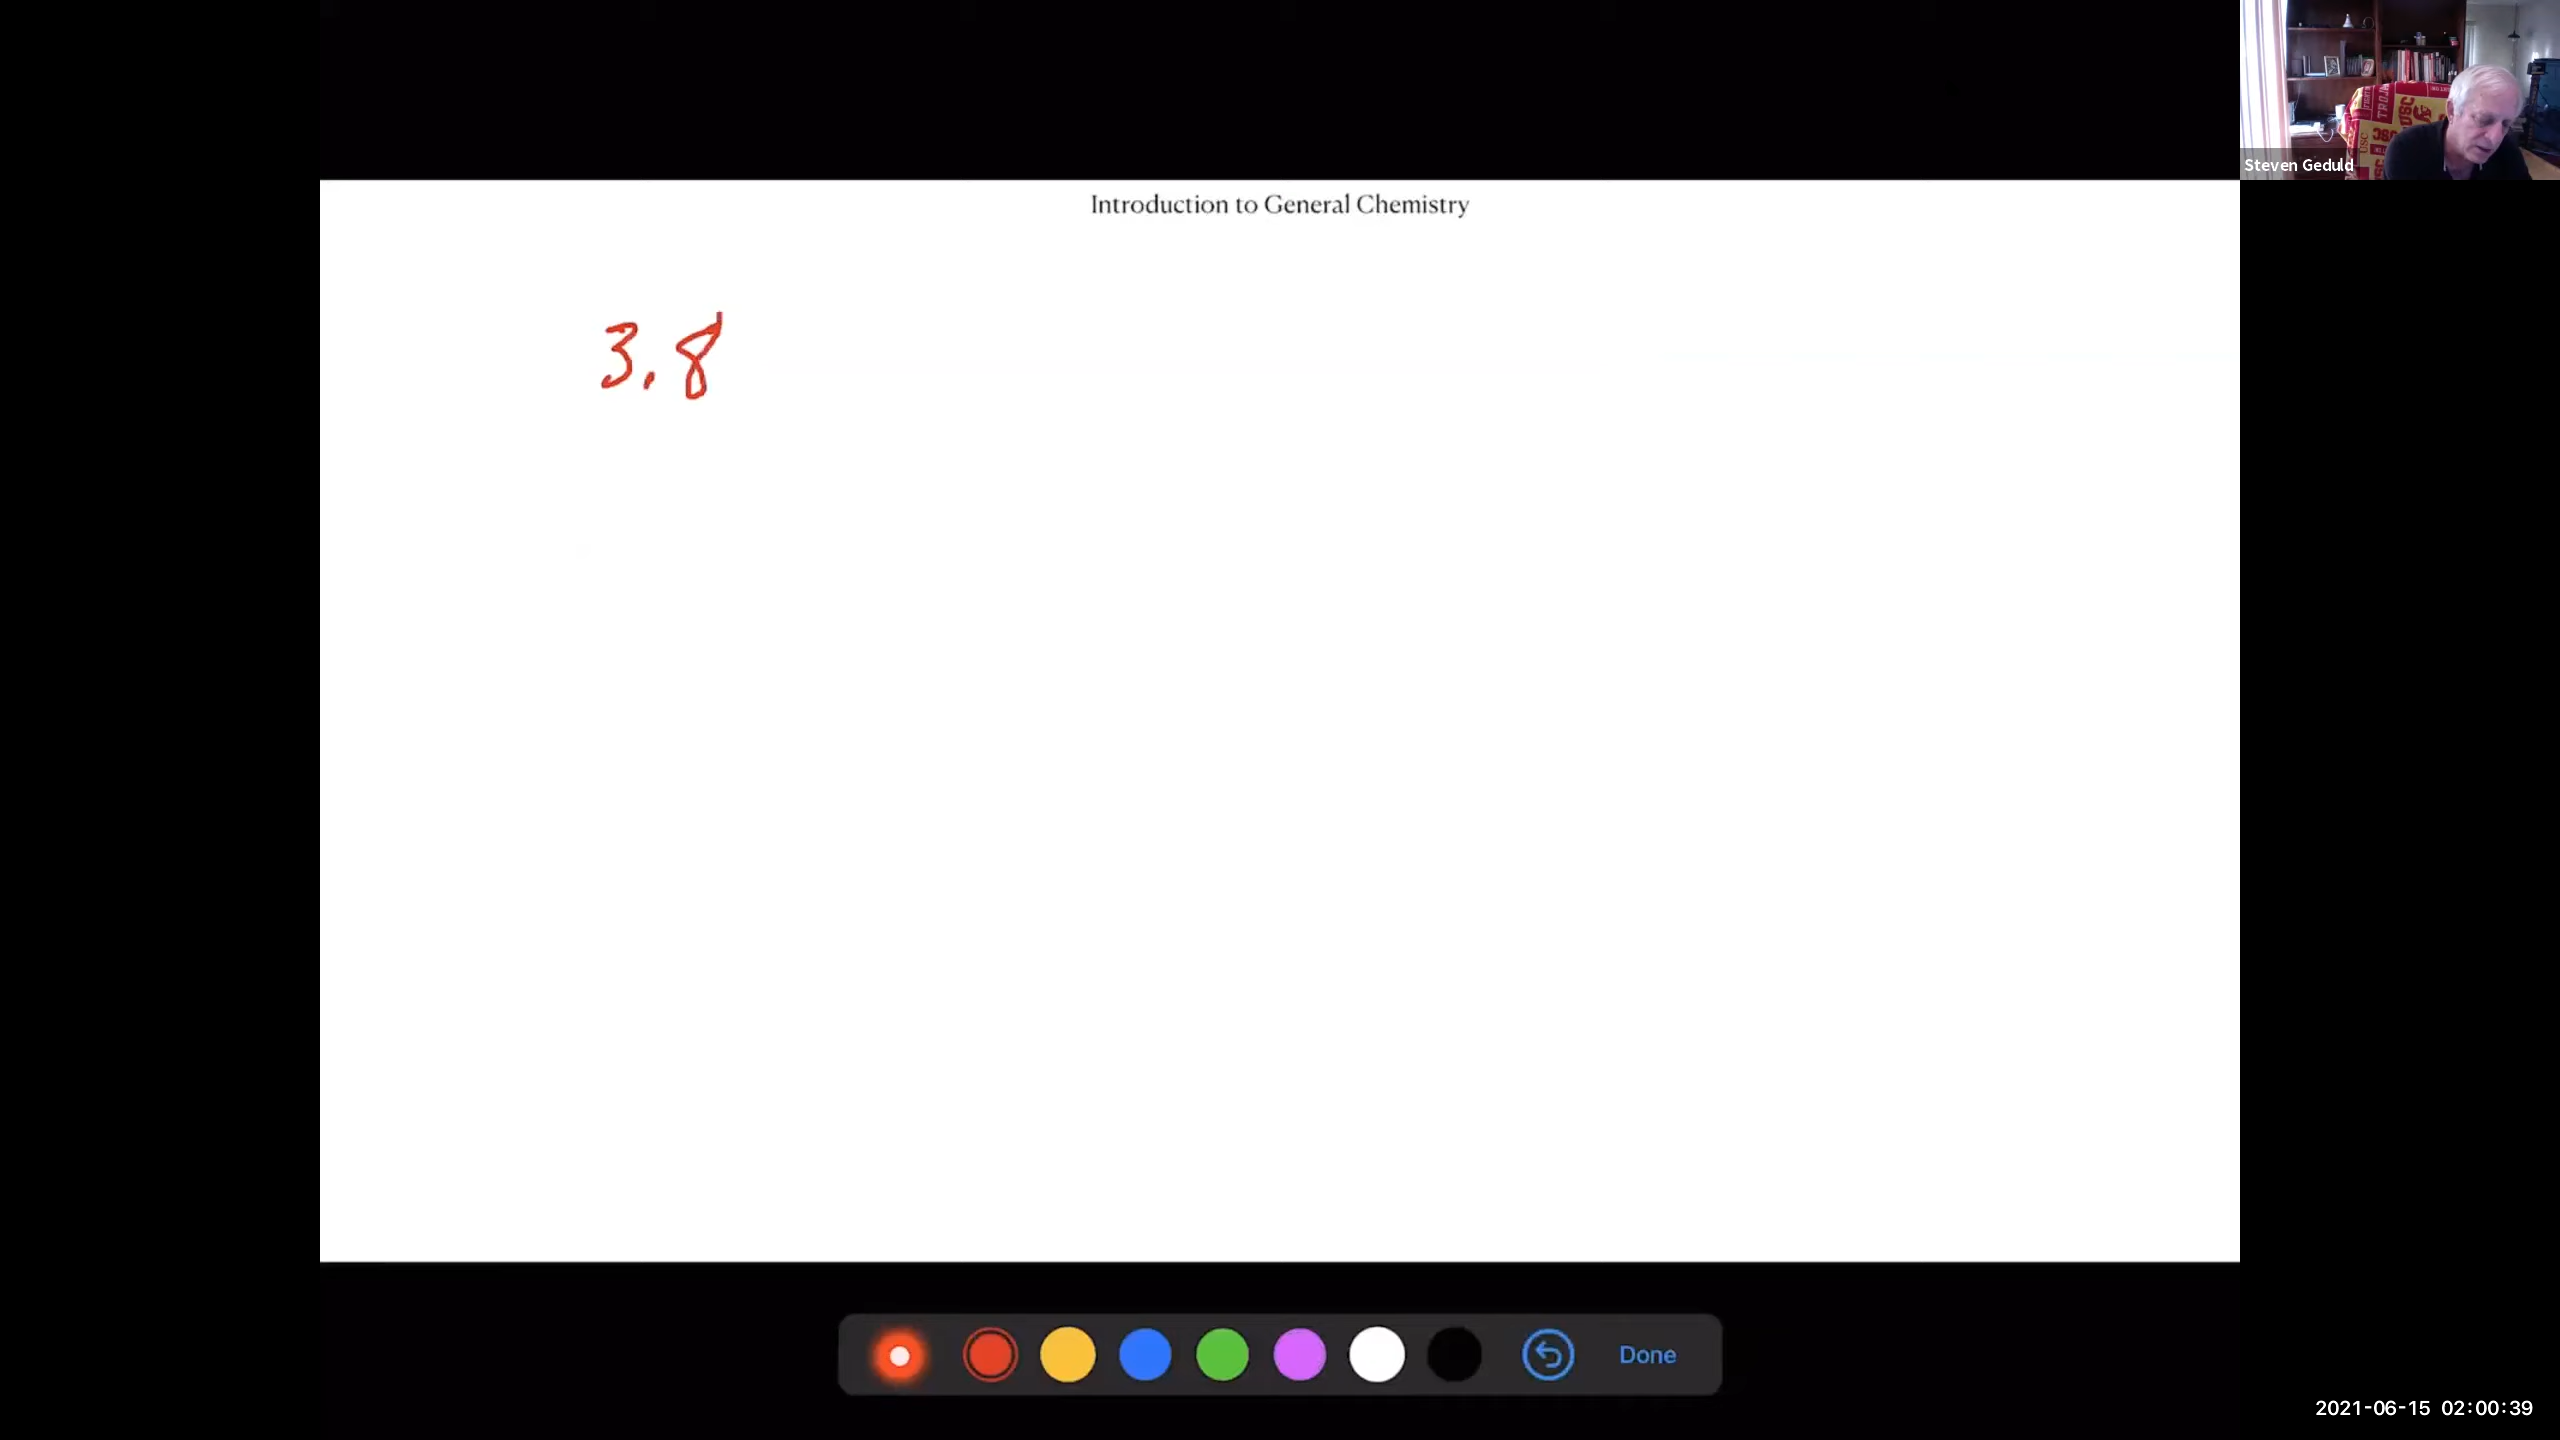 Steven Geduld
Introduction to General Chemistry
3.8
Done
2021-06-15 02:00:39